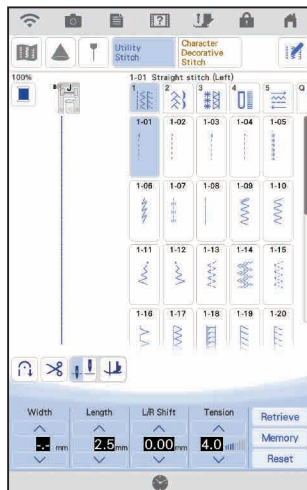 ?
Utility
Stitch
Character
Decorative
Stitch
100%
1-01 Straight stitch (Left)
J
1
2
3
4
5
Q
1-01
1-02
1-03
1-04
1-05
1-06
1-07
1-08
1-09
1-10
1-11
1-12
1-13
1-14
1-15
1-16
1-17
1-18
1-19
1-20
Width
Length
L/R Shift
Tension
Retrieve
-.- mm
2.5 mm
0.00 mm
4.0
Memory
Reset